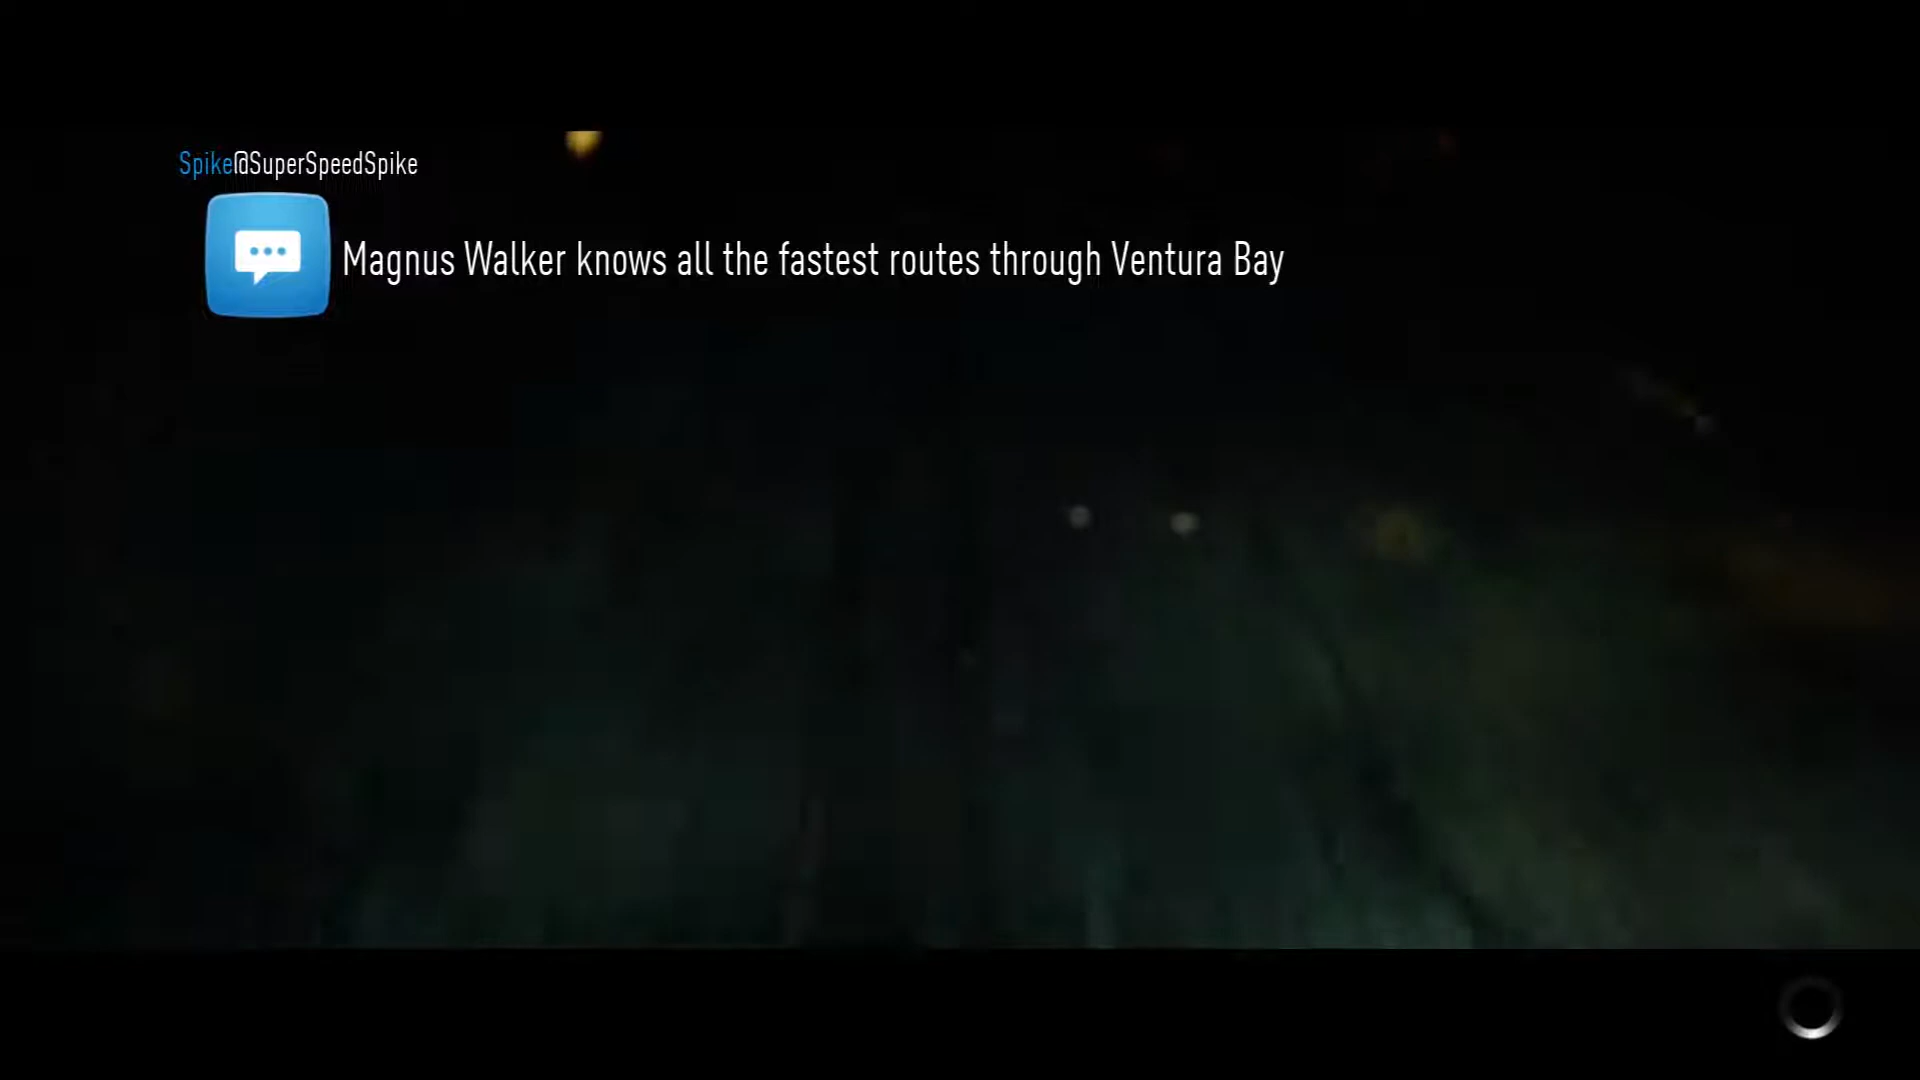 Spike@SuperSpeedSpike
Magnus Walker knows all the fastest routes through Ventura Bay